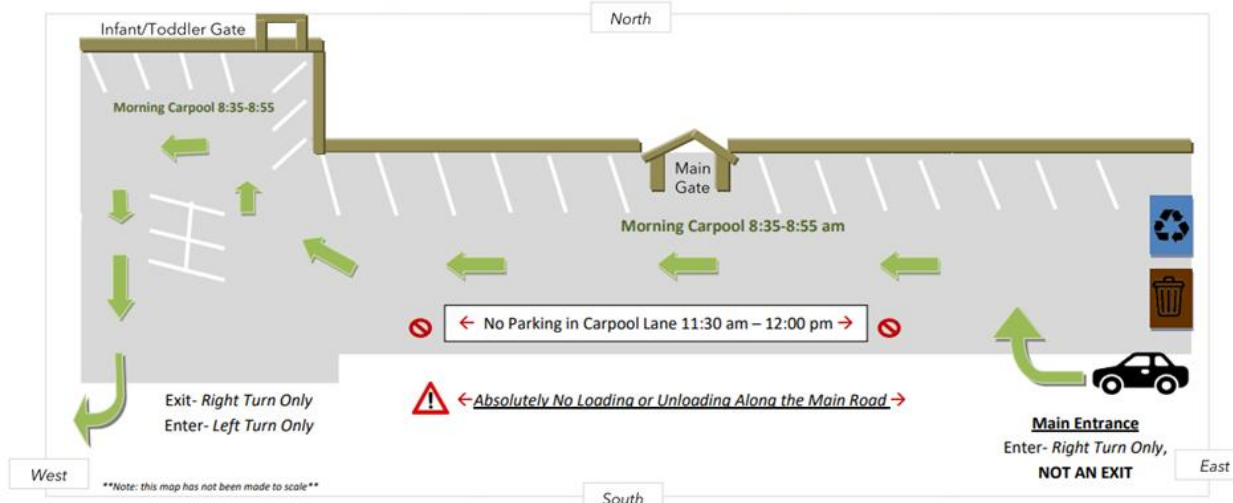 North
Infant/Toddler Gate
Morning Carpool 8:35-8:55
Main
Gate
Morning Carpool 8:35-8:55 am
← No Parking in Carpool Lane 11:30 am – 12:00 pm →
←Absolutely No Loading or Unloading Along the Main Road →
Exit- Right Turn Only
Enter- Left Turn Only
Main Entrance
Enter- Right Turn Only,
NOT AN EXIT
West
East
**Note: this map has not been made to scale**
South